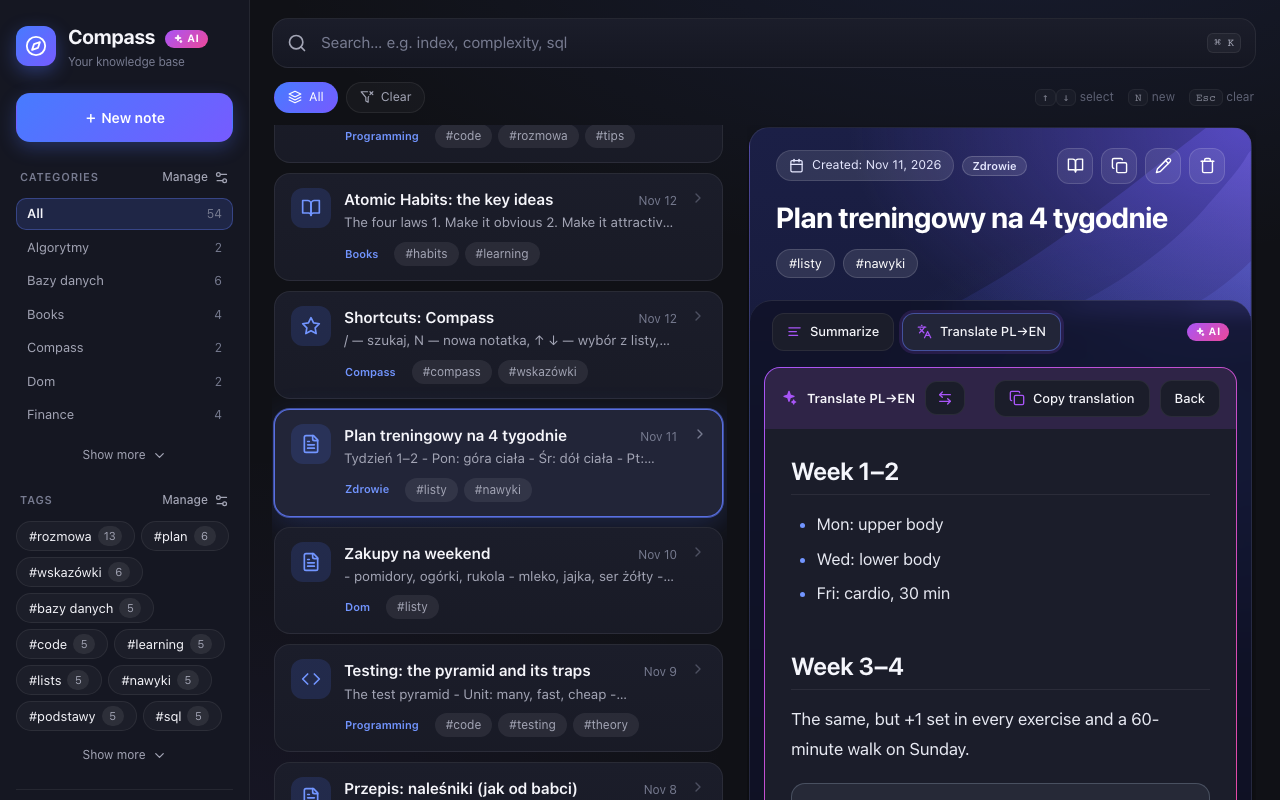 Compass
AI
Your knowledge base
+ New note
CATEGORIES
Manage
All 54
Algorytmy 2
Bazy danych 6
Books 4
Compass 2
Dom 2
Finance 4
Show more
TAGS
Manage
#rozmowa 13
#plan 6
#wskazówki 6
#bazy danych 5
#code 5
#learning 5
#lists 5
#nawyki 5
#podstawy 5
#sql 5
Show more
Search... e.g. index, complexity, sql
⌘ K
All
Clear
↑ ↓ select
N new
Esc clear
Programming #code #rozmowa #tips
Atomic Habits: the key ideas Nov 12
The four laws 1. Make it obvious 2. Make it attractiv...
Books #habits #learning
Shortcuts: Compass Nov 12
/ — szukaj, N — nowa notatka, ↑ ↓ — wybór z listy,...
Compass #compass #wskazówki
Plan treningowy na 4 tygodnie Nov 11
Tydzień 1–2 - Pon: góra ciała - Śr: dół ciała - Pt:...
Zdrowie #listy #nawyki
Zakupy na weekend Nov 10
- pomidory, ogórki, rukola - mleko, jajka, ser żółty -...
Dom #listy
Testing: the pyramid and its traps Nov 9
The test pyramid - Unit: many, fast, cheap -...
Programming #code #testing #theory
Przepis: naleśniki (jak od babci) Nov 8
Created: Nov 11, 2026
Zdrowie
Plan treningowy na 4 tygodnie
#listy #nawyki
Summarize
Translate PL→EN
AI
Translate PL→EN
Copy translation
Back
Week 1–2
Mon: upper body
Wed: lower body
Fri: cardio, 30 min
Week 3–4
The same, but +1 set in every exercise and a 60-
minute walk on Sunday.